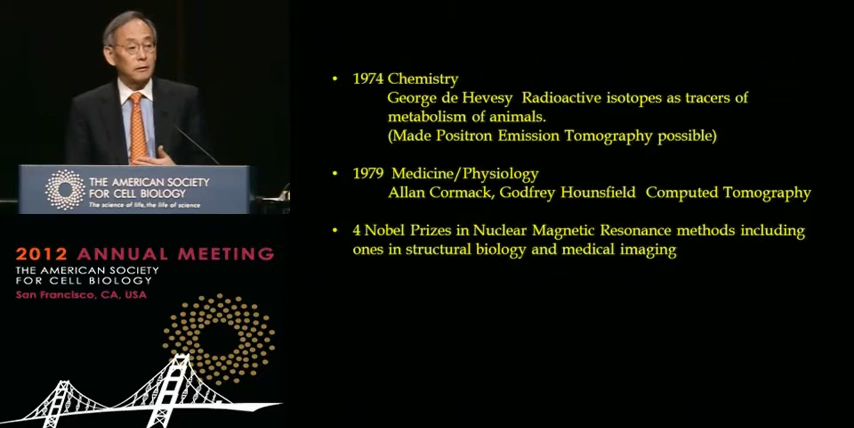 THE AMERICAN SOCIETY
FOR CELL BIOLOGY
The science of life, the life of science
2012 ANNUAL MEETING
THE AMERICAN SOCIETY
FOR CELL BIOLOGY
San Francisco, CA, USA
• 1974 Chemistry
George de Hevesy Radioactive isotopes as tracers of
metabolism of animals.
(Made Positron Emission Tomography possible)
• 1979 Medicine/Physiology
Allan Cormack, Godfrey Hounsfield Computed Tomography
• 4 Nobel Prizes in Nuclear Magnetic Resonance methods including
ones in structural biology and medical imaging